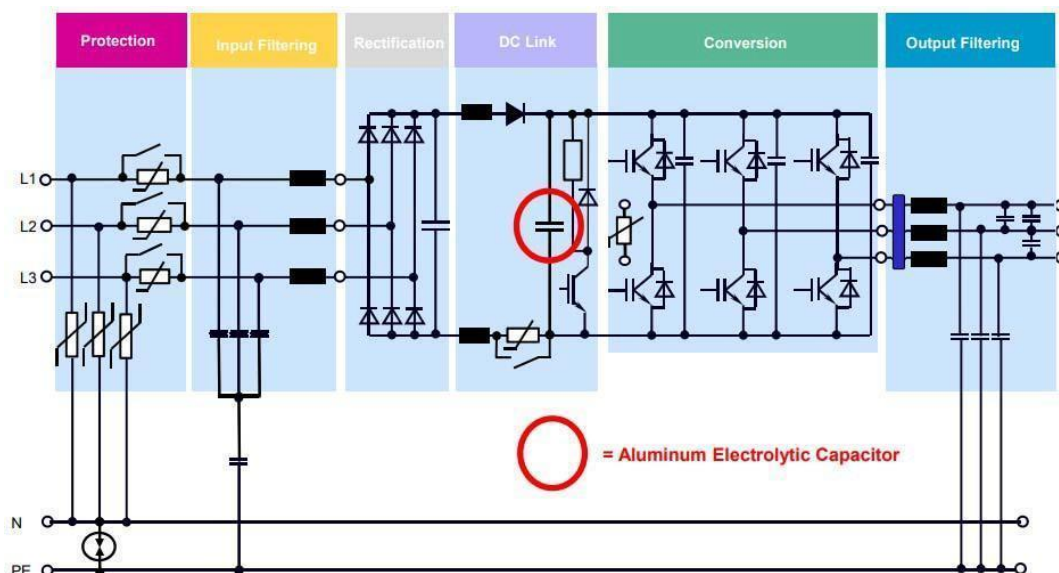 Protection
Input Filtering
Rectification
DC Link
Conversion
Output Filtering
L1
L2
L3
= Aluminum Electrolytic Capacitor
N
PE